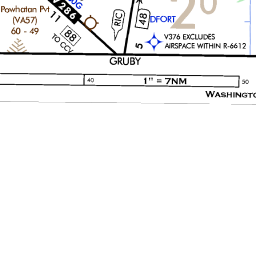 Powhatan Pvt
(VA57)
60 - 49
286
11
88
TO CCV
RIC
48
5
DFORT
20
V376 EXCLUDES
AIRSPACE WITHIN R-6612
GRUBY
40
1" = 7NM
50
WASHINGTO